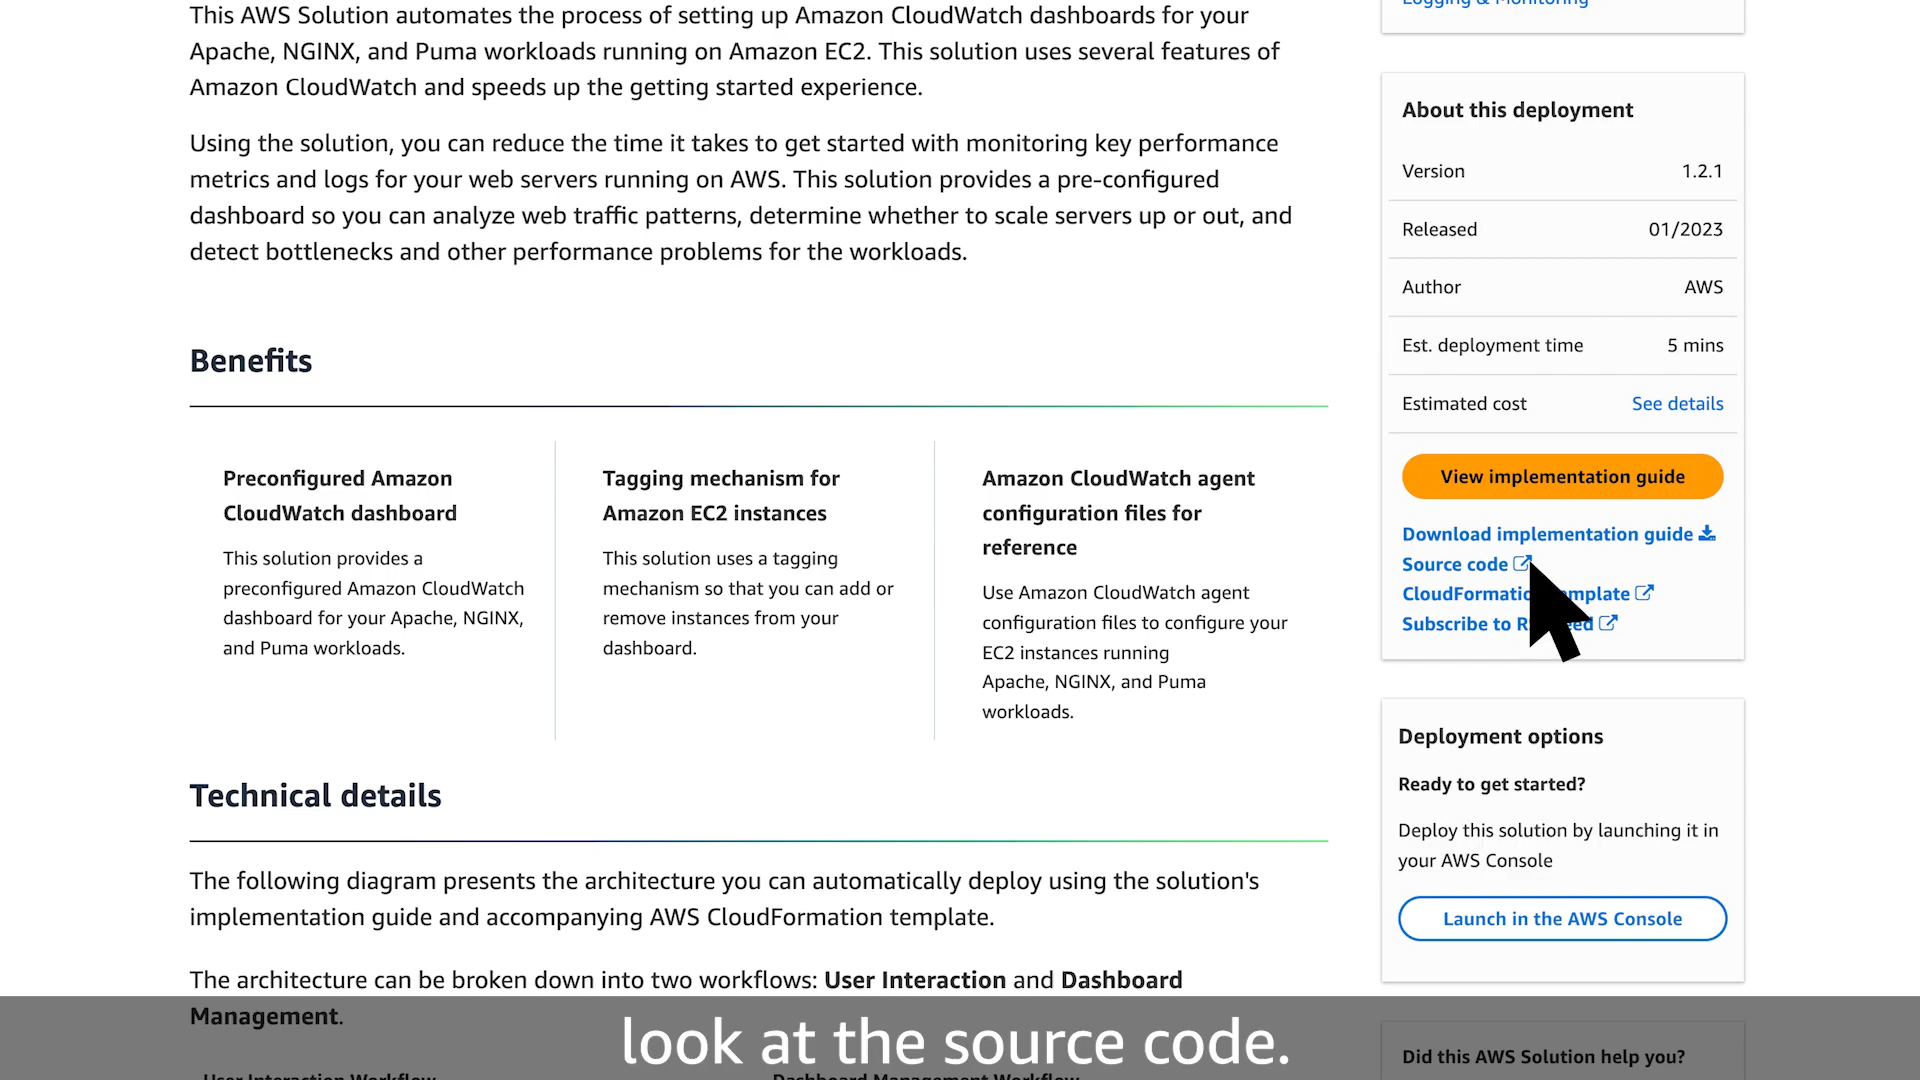 This AWS Solution automates the process of setting up Amazon CloudWatch dashboards for your
Apache, NGINX, and Puma workloads running on Amazon EC2. This solution uses several features of
Amazon CloudWatch and speeds up the getting started experience.
Using the solution, you can reduce the time it takes to get started with monitoring key performance
metrics and logs for your web servers running on AWS. This solution provides a pre-configured
dashboard so you can analyze web traffic patterns, determine whether to scale servers up or out, and
detect bottlenecks and other performance problems for the workloads.
Benefits
Preconfigured Amazon
CloudWatch dashboard
This solution provides a
preconfigured Amazon CloudWatch
dashboard for your Apache, NGINX,
and Puma workloads.
Tagging mechanism for
Amazon EC2 instances
This solution uses a tagging
mechanism so that you can add or
remove instances from your
dashboard.
Amazon CloudWatch agent
configuration files for
reference
Use Amazon CloudWatch agent
configuration files to configure your
EC2 instances running
Apache, NGINX, and Puma
workloads.
Technical details
The following diagram presents the architecture you can automatically deploy using the solution's
implementation guide and accompanying AWS CloudFormation template.
The architecture can be broken down into two workflows: User Interaction and Dashboard
Management.
User Interaction Workflow
Dashboard Management Workflow
Logging & Monitoring
About this deployment
Version 1.2.1
Released 01/2023
Author AWS
Est. deployment time 5 mins
Estimated cost See details
View implementation guide
Download implementation guide
Source code
CloudFormatio mplate
Subscribe to R eed
Deployment options
Ready to get started?
Deploy this solution by launching it in
your AWS Console
Launch in the AWS Console
Did this AWS Solution help you?
look at the source code.